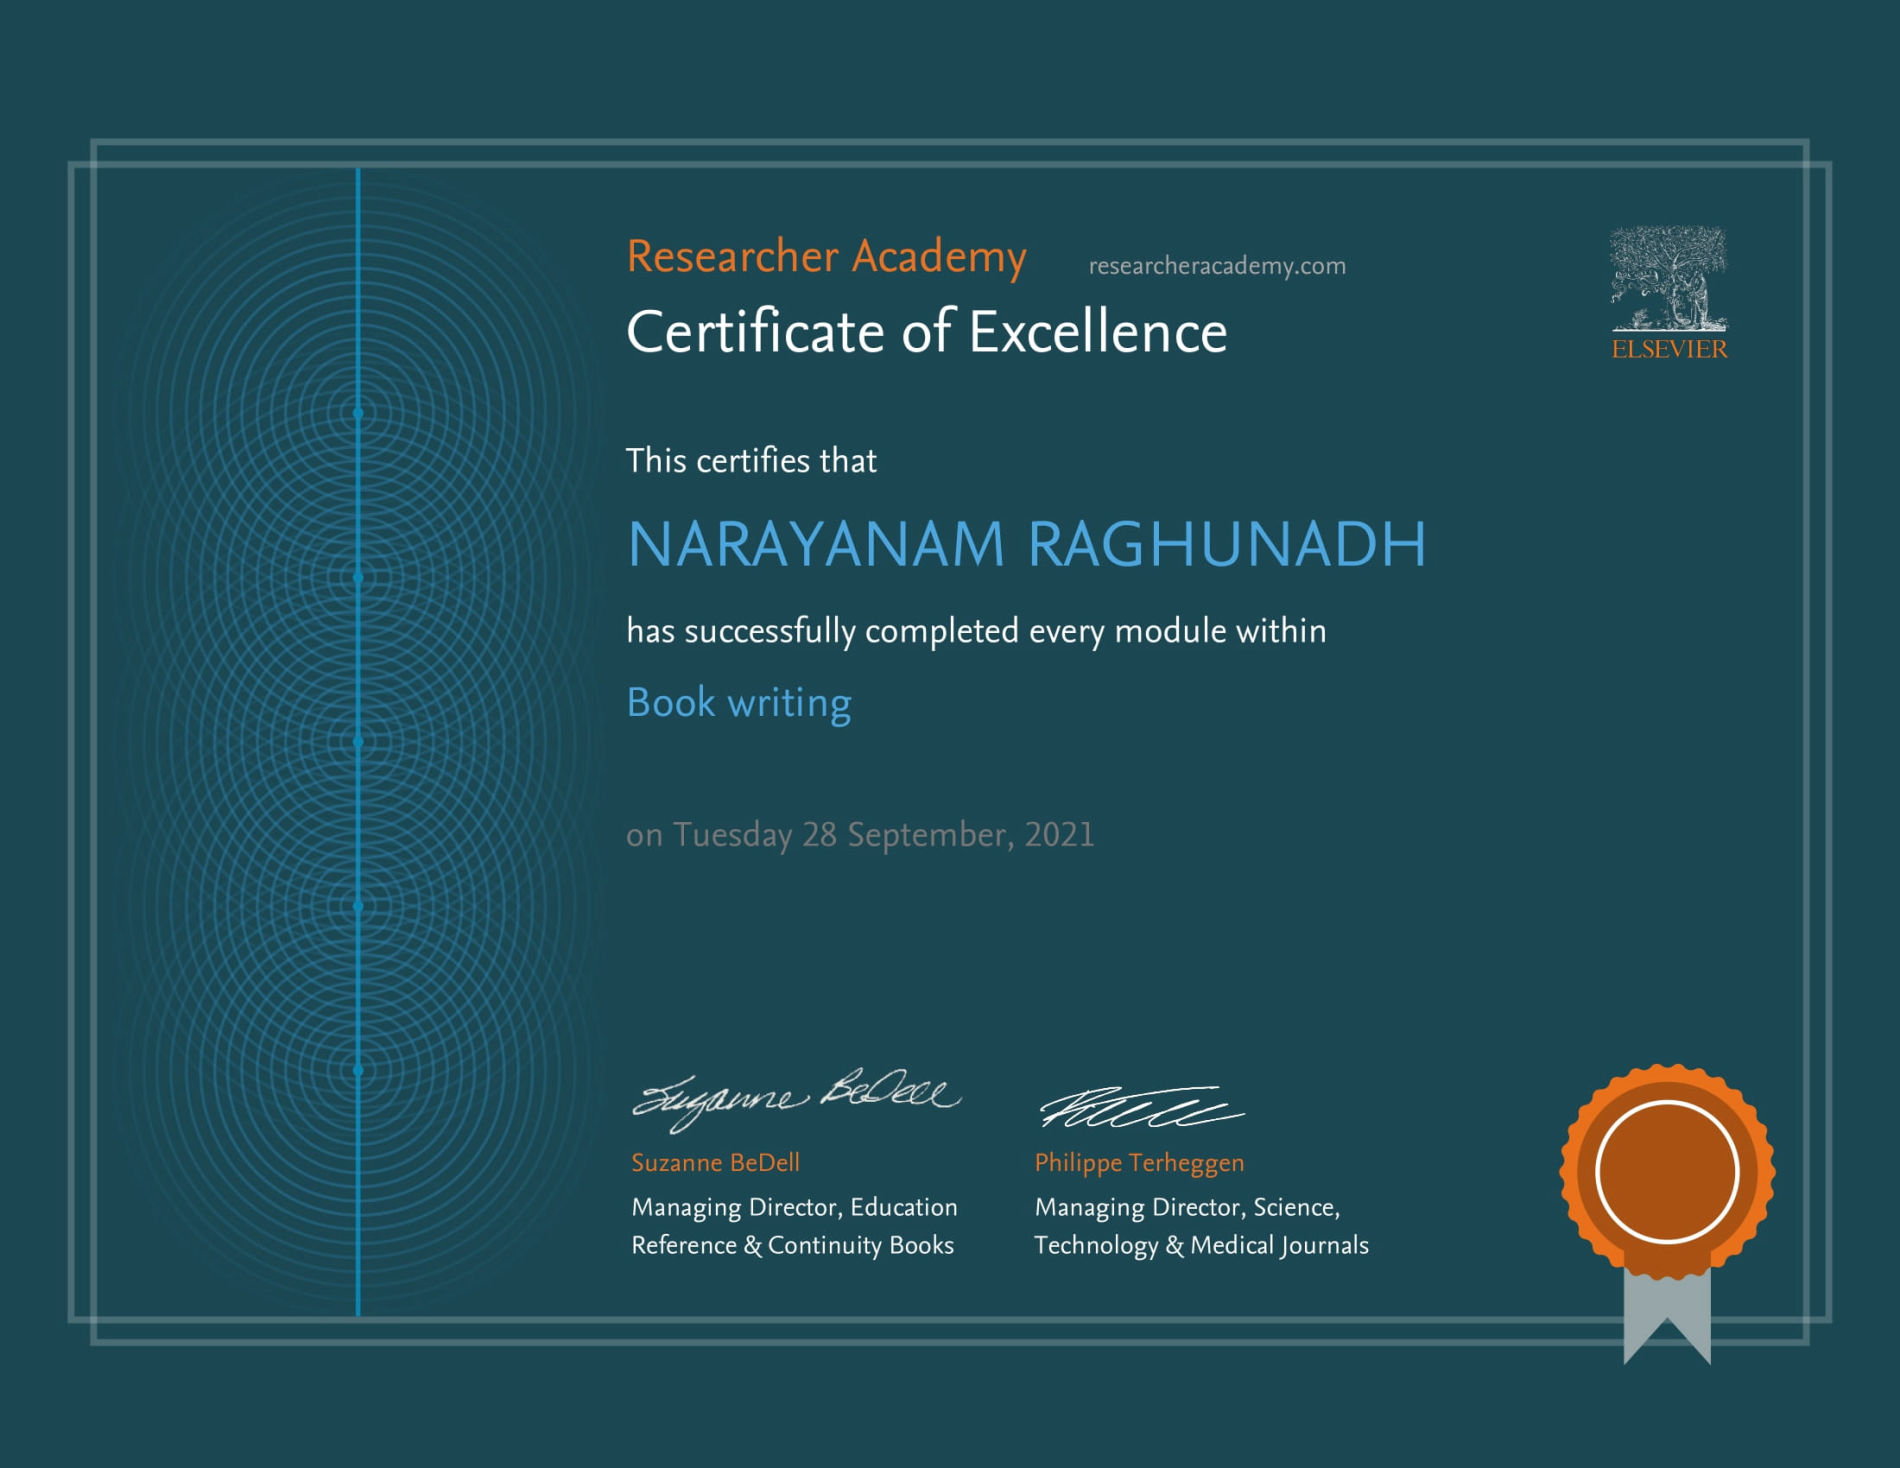 Researcher Academy researcheracademy.com
Certificate of Excellence
ELSEVIER
This certifies that
NARAYANAM RAGHUNADH
has successfully completed every module within
Book writing
on Tuesday 28 September, 2021
Suzanne BeDell
Suzanne BeDell
Managing Director, Education
Reference & Continuity Books
Philippe Terheggen
Managing Director, Science,
Technology & Medical Journals